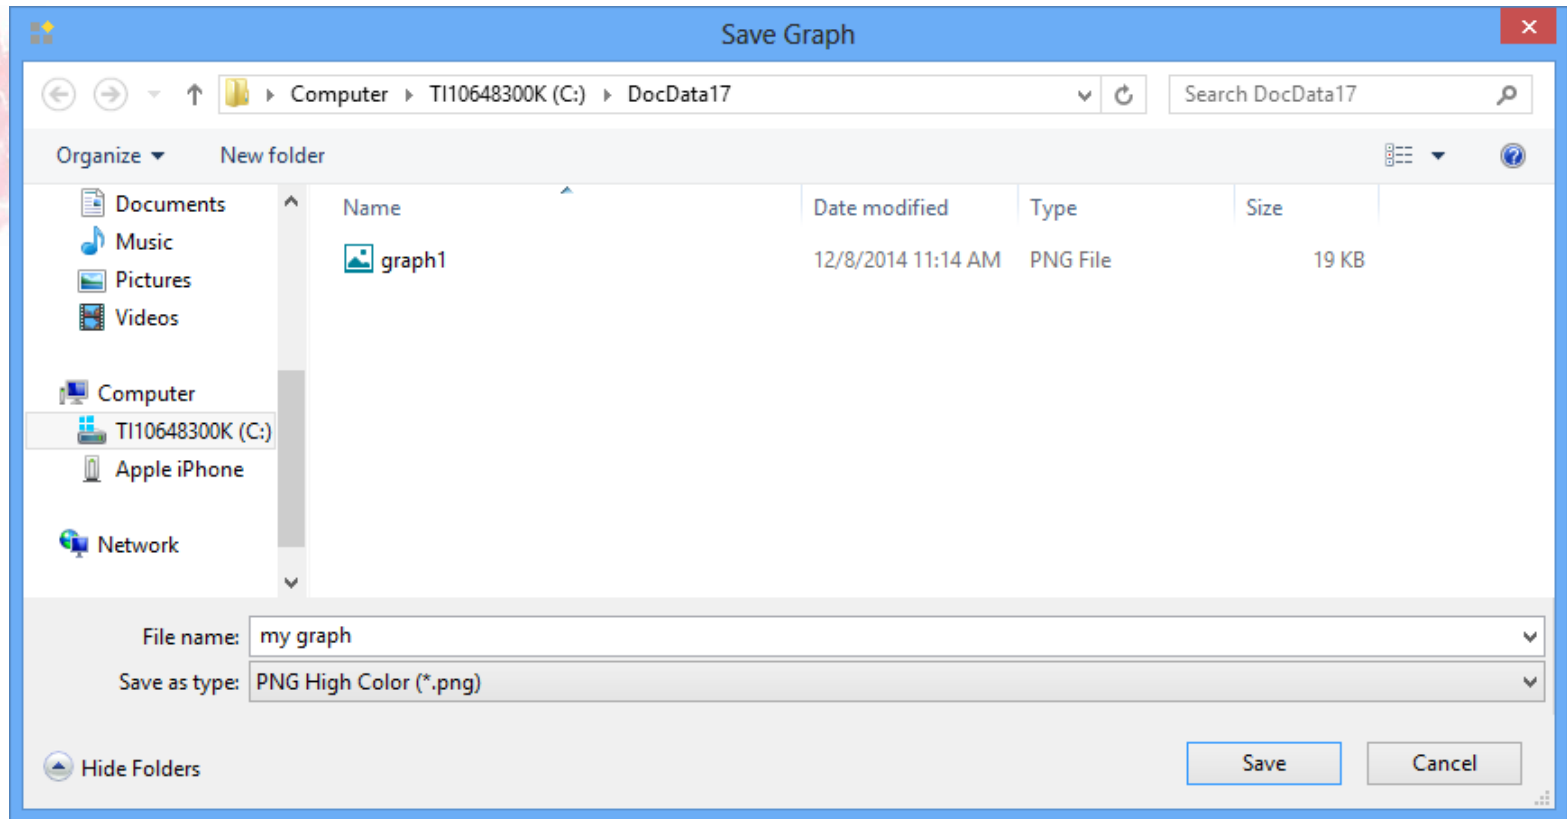 Save Graph
Computer TI10648300K (C:) DocData17 Search DocData17
Organize New folder
Documents
Music
Pictures
Videos
Computer
TI10648300K (C:)
Apple iPhone
Network
Name Date modified Type Size
graph1 12/8/2014 11:14 AM PNG File 19 KB
File name: my graph
Save as type: PNG High Color (*.png)
Hide Folders Save Cancel